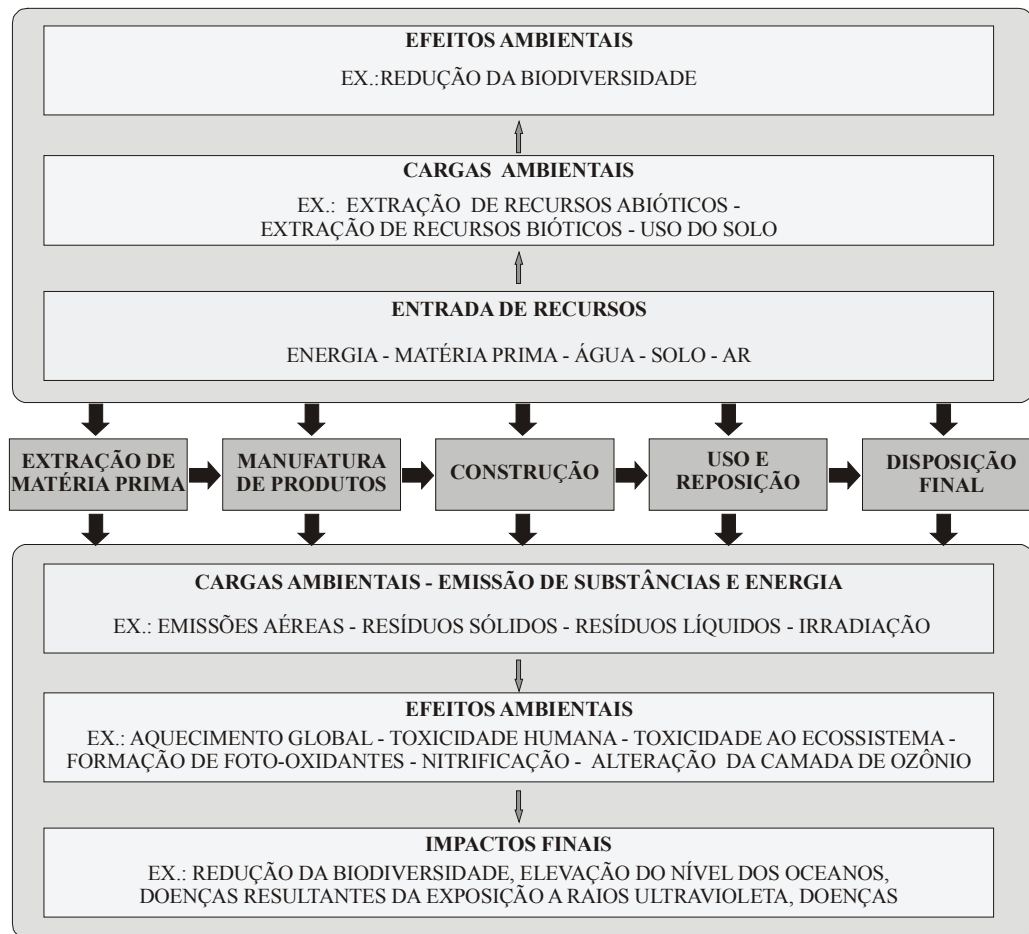 EFEITOS AMBIENTAIS
EX.:REDUÇÃO DA BIODIVERSIDADE
CARGAS AMBIENTAIS
EX.: EXTRAÇÃO DE RECURSOS ABIÓTICOS -
EXTRAÇÃO DE RECURSOS BIÓTICOS - USO DO SOLO
ENTRADA DE RECURSOS
ENERGIA - MATÉRIA PRIMA - ÁGUA - SOLO - AR
EXTRAÇÃO DE
MATÉRIA PRIMA
MANUFATURA
DE PRODUTOS
CONSTRUÇÃO
USO E
REPOSIÇÃO
DISPOSIÇÃO
FINAL
CARGAS AMBIENTAIS - EMISSÃO DE SUBSTÂNCIAS E ENERGIA
EX.: EMISSÕES AÉREAS - RESÍDUOS SÓLIDOS - RESÍDUOS LÍQUIDOS - IRRADIAÇÃO
EFEITOS AMBIENTAIS
EX.: AQUECIMENTO GLOBAL - TOXICIDADE HUMANA - TOXICIDADE AO ECOSSISTEMA -
FORMAÇÃO DE FOTO-OXIDANTES - NITRIFICAÇÃO - ALTERAÇÃO DA CAMADA DE OZÔNIO
IMPACTOS FINAIS
EX.: REDUÇÃO DA BIODIVERSIDADE, ELEVAÇÃO DO NÍVEL DOS OCEANOS,
DOENÇAS RESULTANTES DA EXPOSIÇÃO A RAIOS ULTRAVIOLETA, DOENÇAS